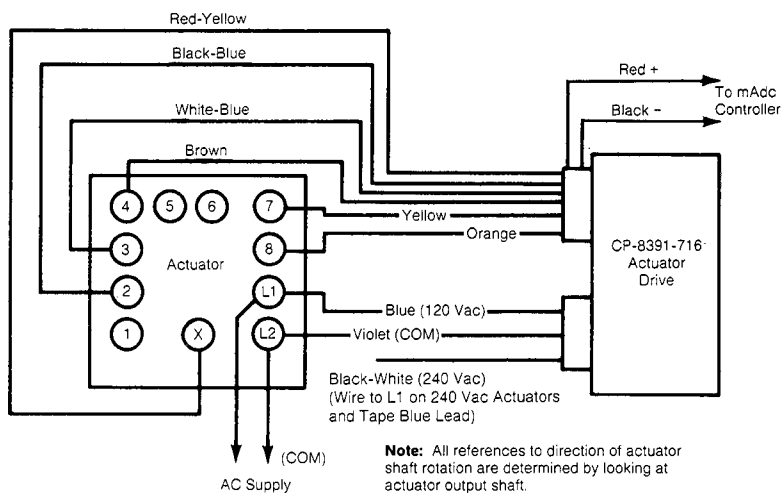 Red-Yellow
Black-Blue
White-Blue
Brown
Red +
Black −
To mAdc
Controller
4
5
6
7
3
8
2
L1
1
X
L2
Actuator
Yellow
Orange
Blue (120 Vac)
Violet (COM)
CP-8391-716
Actuator
Drive
Black-White (240 Vac)
(Wire to L1 on 240 Vac Actuators
and Tape Blue Lead)
(COM)
AC Supply
Note: All references to direction of actuator
shaft rotation are determined by looking at
actuator output shaft.